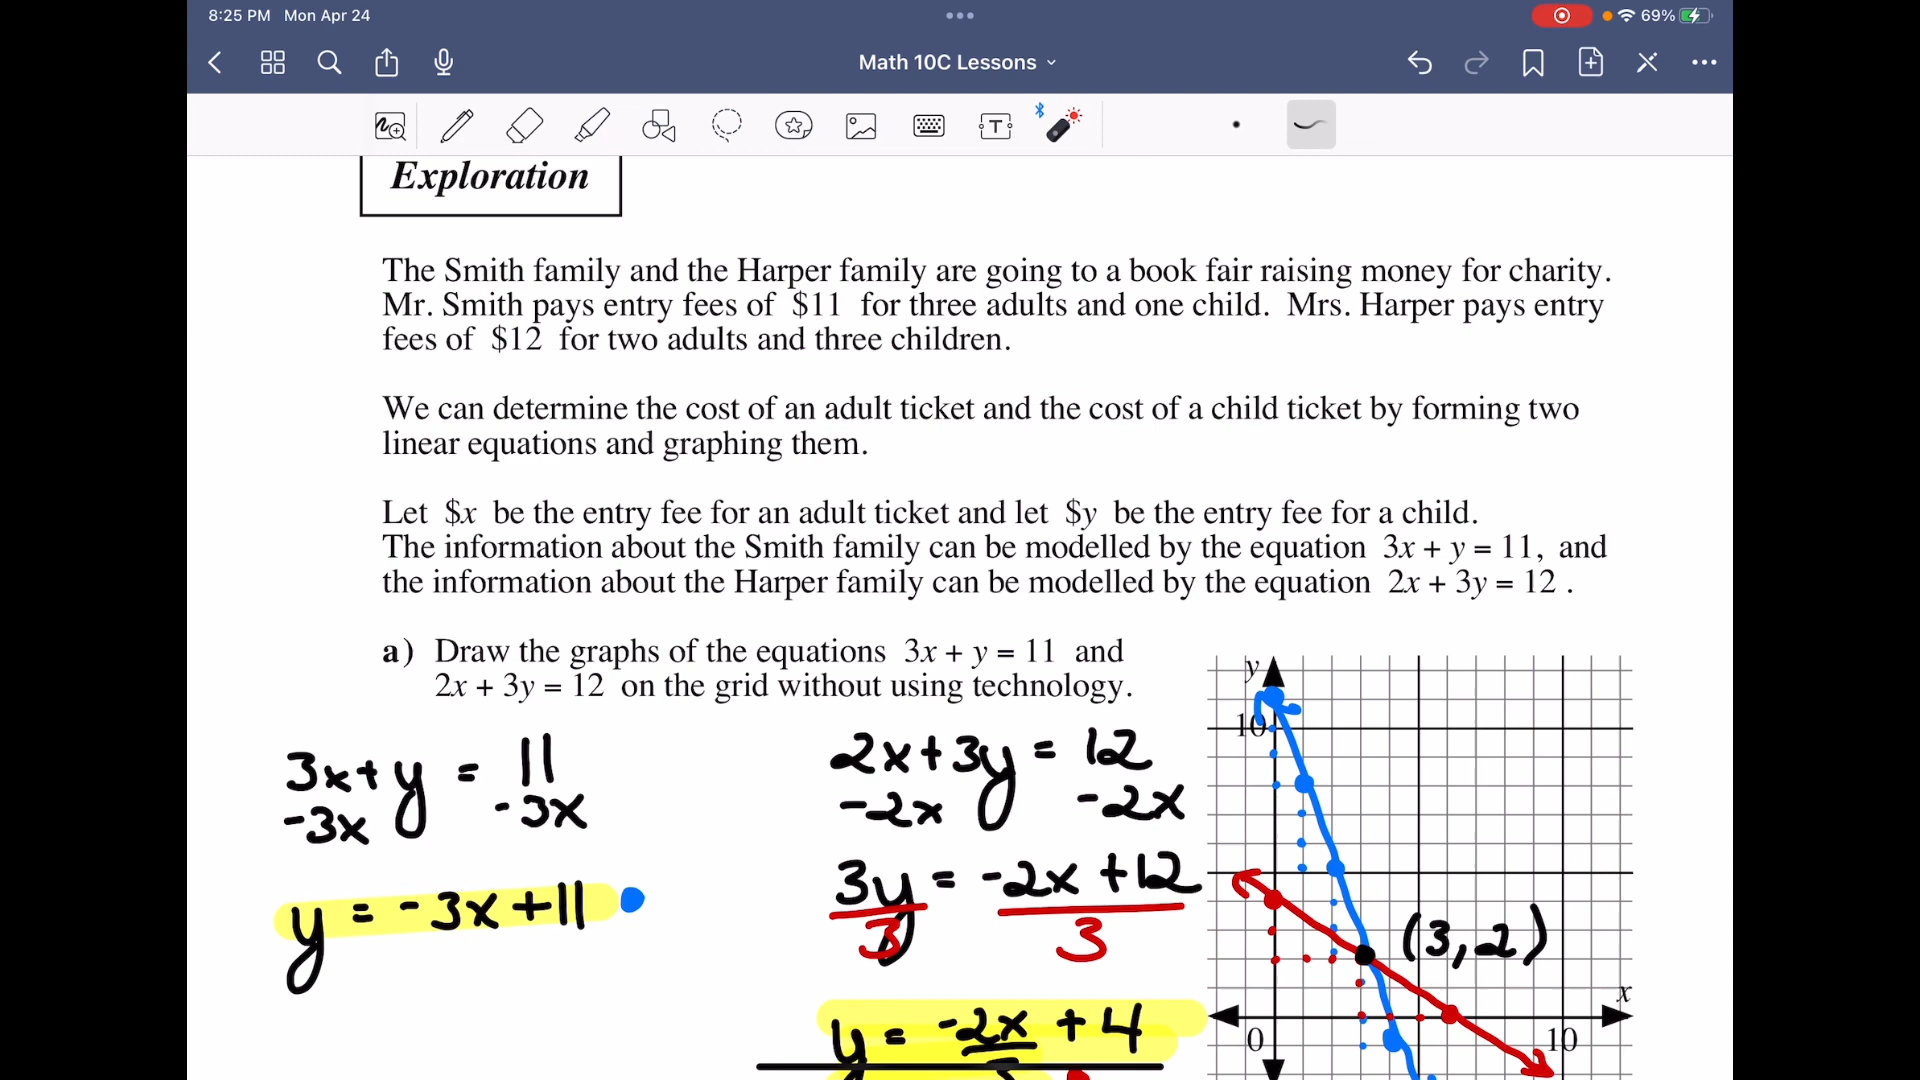 8:25 PM Mon Apr 24
69%
Math 10C Lessons
T
Exploration
The Smith family and the Harper family are going to a book fair raising money for charity.
Mr. Smith pays entry fees of $11 for three adults and one child. Mrs. Harper pays entry
fees of $12 for two adults and three children.
We can determine the cost of an adult ticket and the cost of a child ticket by forming two
linear equations and graphing them.
Let $x be the entry fee for an adult ticket and let $y be the entry fee for a child.
The information about the Smith family can be modelled by the equation 3x + y = 11, and
the information about the Harper family can be modelled by the equation 2x + 3y = 12 .
a) Draw the graphs of the equations 3x + y = 11 and
2x + 3y = 12 on the grid without using technology.
3x+y = 11
-3x -3x
y = -3x+11
2x+3y = 12
-2x -2x
3y = -2x +12
3 3
y = -2x + 4
y
10
(3,2)
x
0
10